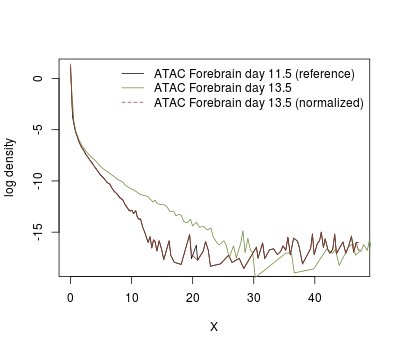 ATAC Forebrain day 11.5 (reference)
ATAC Forebrain day 13.5
ATAC Forebrain day 13.5 (normalized)
log density
0
-5
-10
-15
0 10 20 30 40
X